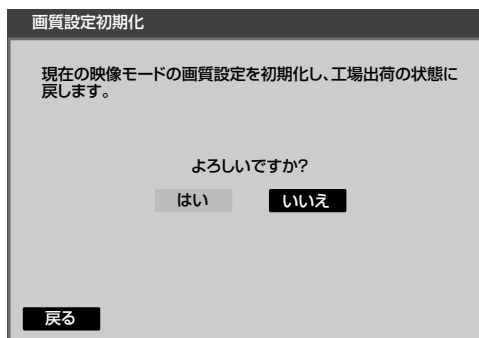 画質設定初期化
現在の映像モードの画質設定を初期化し、工場出荷の状態に
戻します。
よろしいですか?
はい いいえ
戻る